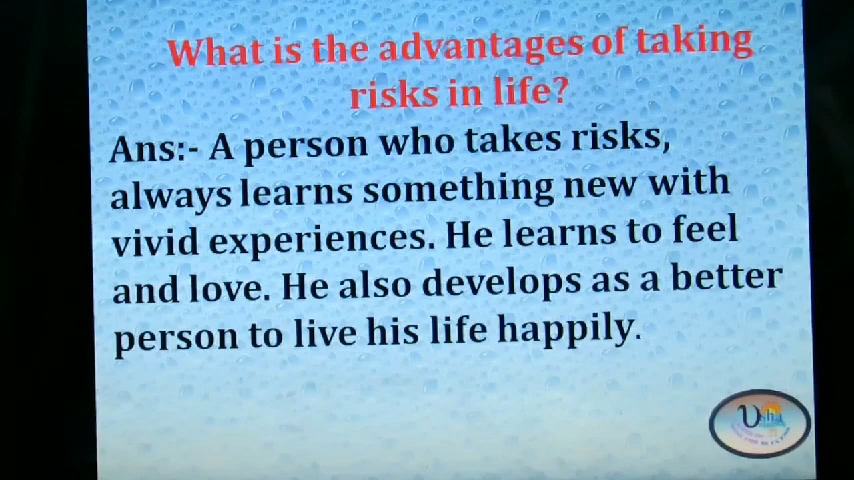 What is the advantages of taking
risks in life?
Ans:- A person who takes risks,
always learns something new with
vivid experiences. He learns to feel
and love. He also develops as a better
person to live his life happily.
Usha